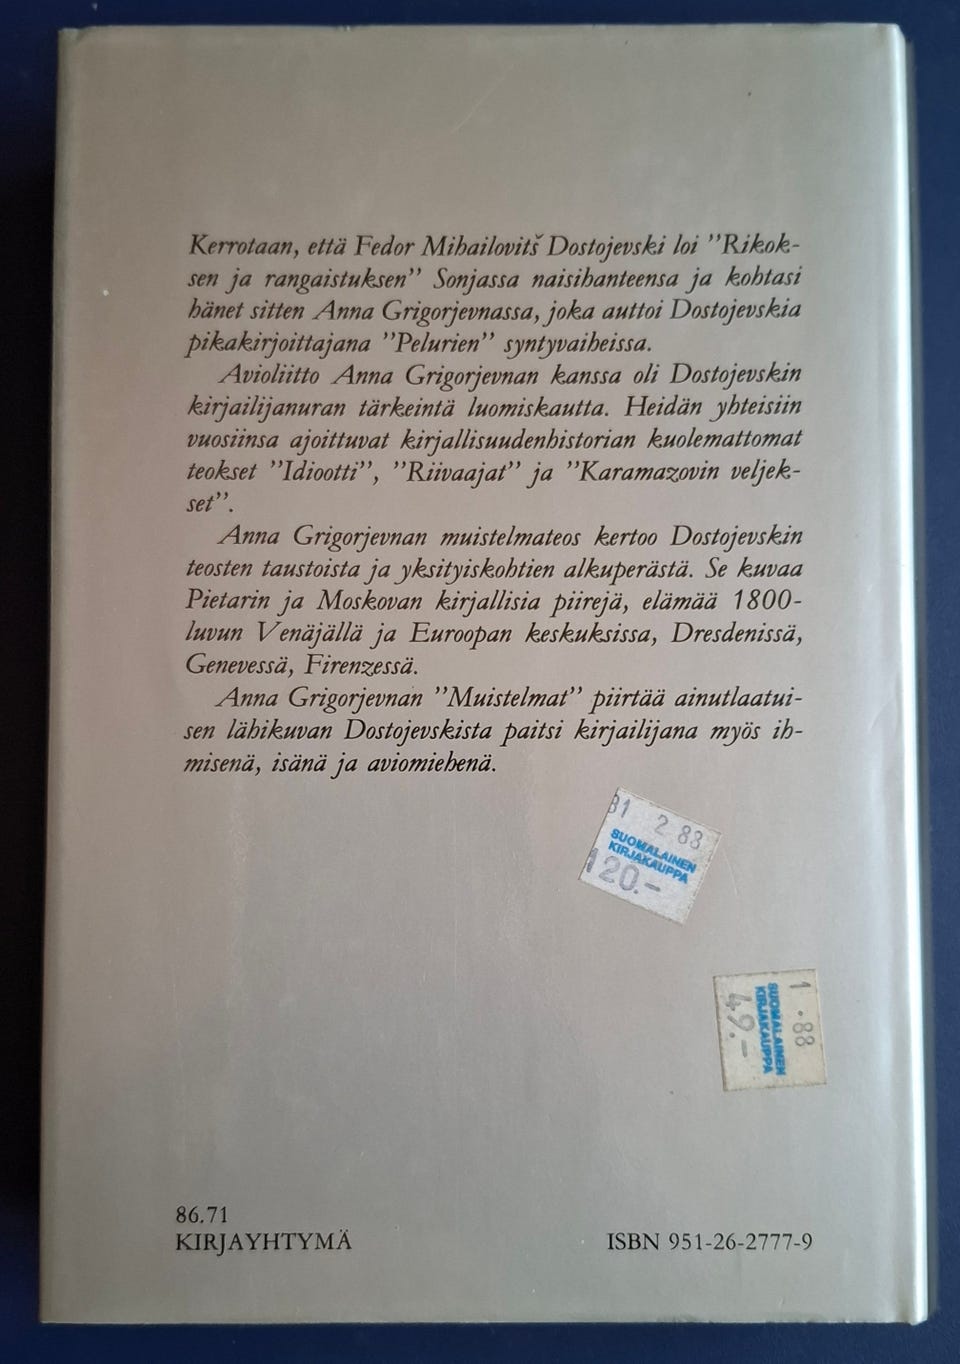 Kerrotaan, että Fedor Mihailovitš Dostojevski loi ”Rikok-
sen ja rangaistuksen” Sonjassa naisihanteensa ja kohtasi
hänet sitten Anna Grigorjevnassa, joka auttoi Dostojevskia
pikakirjoittajana ”Pelurien” syntyvaiheissa.
Avioliitto Anna Grigorjevnan kanssa oli Dostojevskin
kirjailijanuran tärkeintä luomiskautta. Heidän yhteisiin
vuosiinsa ajoittuvat kirjallisuudenhistorian kuolemattomat
teokset ”Idiootti”, ”Riivaajat” ja ”Karamazovin veljek-
set”.
Anna Grigorjevnan muistelmateos kertoo Dostojevskin
teosten taustoista ja yksityiskohtien alkuperästä. Se kuvaa
Pietarin ja Moskovan kirjallisia piirejä, elämää 1800-
luvun Venäjällä ja Euroopan keskuksissa, Dresdenissä,
Genevessä, Firenzessä.
Anna Grigorjevnan ”Muistelmat” piirtää ainutlaatui-
sen lähikuvan Dostojevskista paitsi kirjailijana myös ih-
misenä, isänä ja aviomiehenä.
31 2 83
SUOMALAINEN
KIRJAKAUPPA
120.-
1 .88
SUOMALAINEN
KIRJAKAUPPA
49.-
86.71
KIRJAYHTYMÄ
ISBN 951-26-2777-9